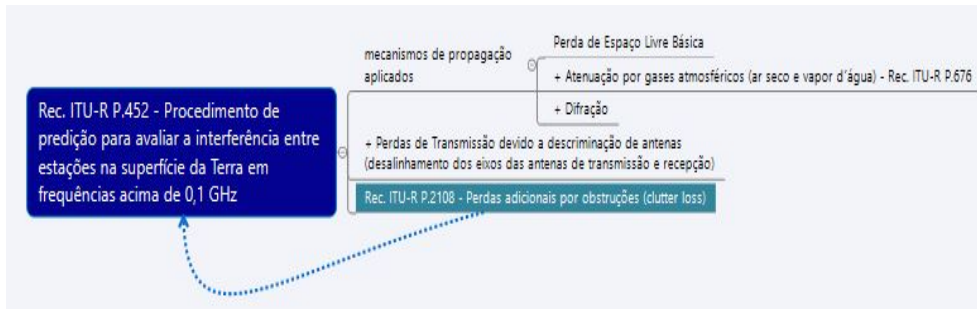 Rec. ITU-R P.452 - Procedimento de
predição para avaliar a interferência entre
estações na superfície da Terra em
frequências acima de 0,1 GHz
mecanismos de propagação
aplicados
Perda de Espaço Livre Básica
+ Atenuação por gases atmosféricos (ar seco e vapor d´água) - Rec. ITU-R P.676
+ Difração
+ Perdas de Transmissão devido a descriminação de antenas
(desalinhamento dos eixos das antenas de transmissão e recepção)
Rec. ITU-R P.2108 - Perdas adicionais por obstruções (clutter loss)